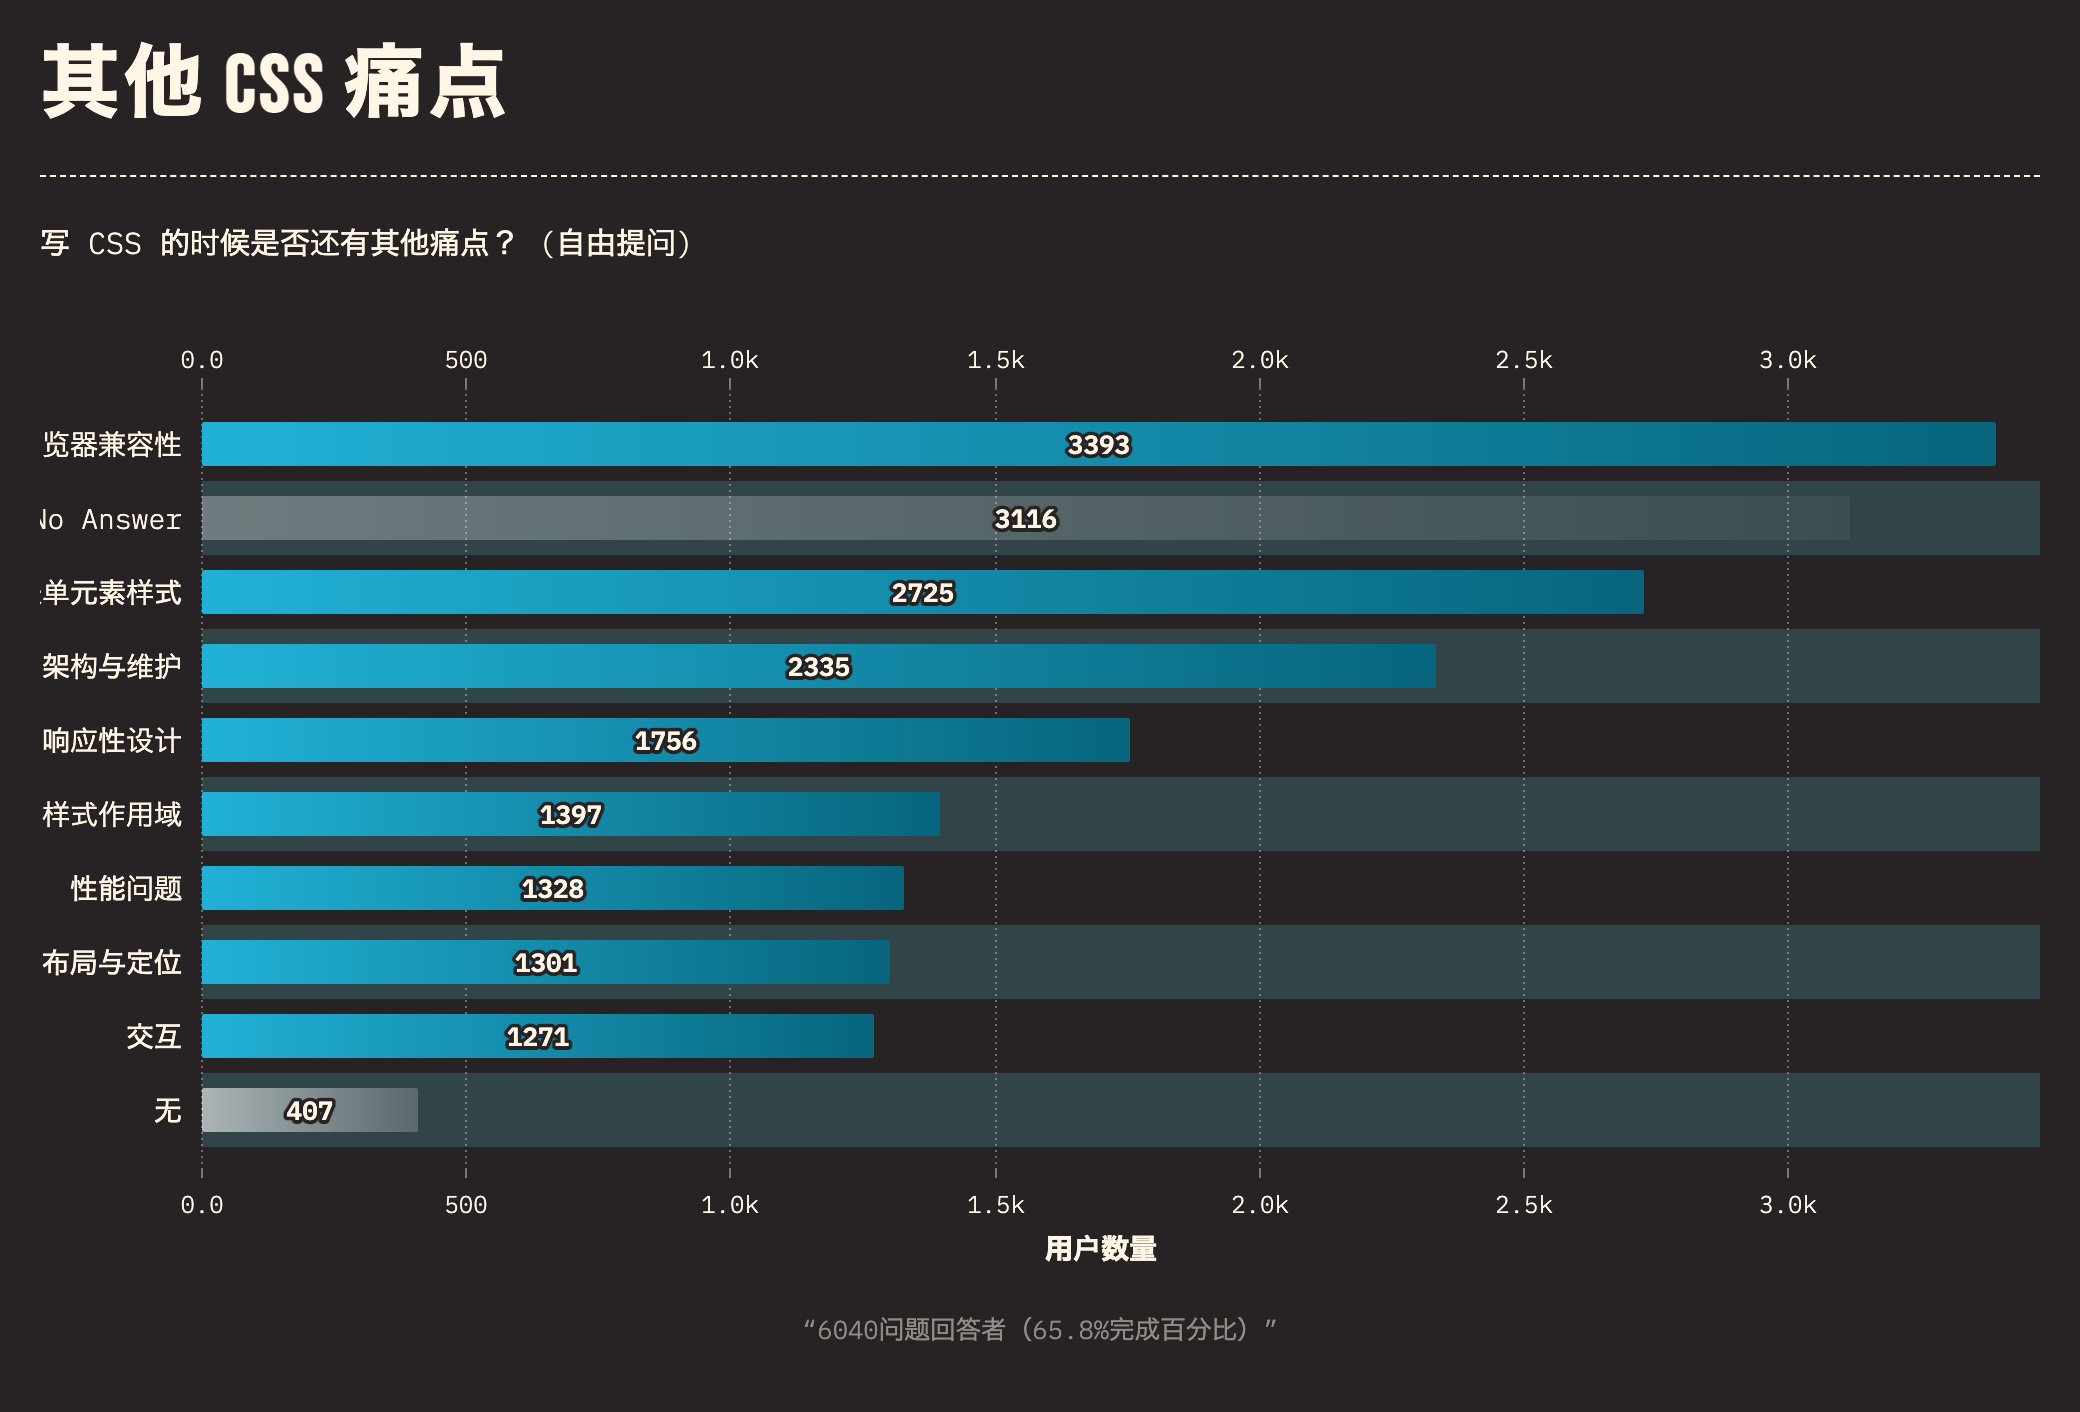 其他 CSS 痛点
写 CSS 的时候是否还有其他痛点？（自由提问）
0.0 500 1.0k 1.5k 2.0k 2.5k 3.0k
览器兼容性 3393
No Answer 3116
单元素样式 2725
架构与维护 2335
响应性设计 1756
样式作用域 1397
性能问题 1328
布局与定位 1301
交互 1271
无 407
0.0 500 1.0k 1.5k 2.0k 2.5k 3.0k
用户数量
“6040问题回答者（65.8%完成百分比）”